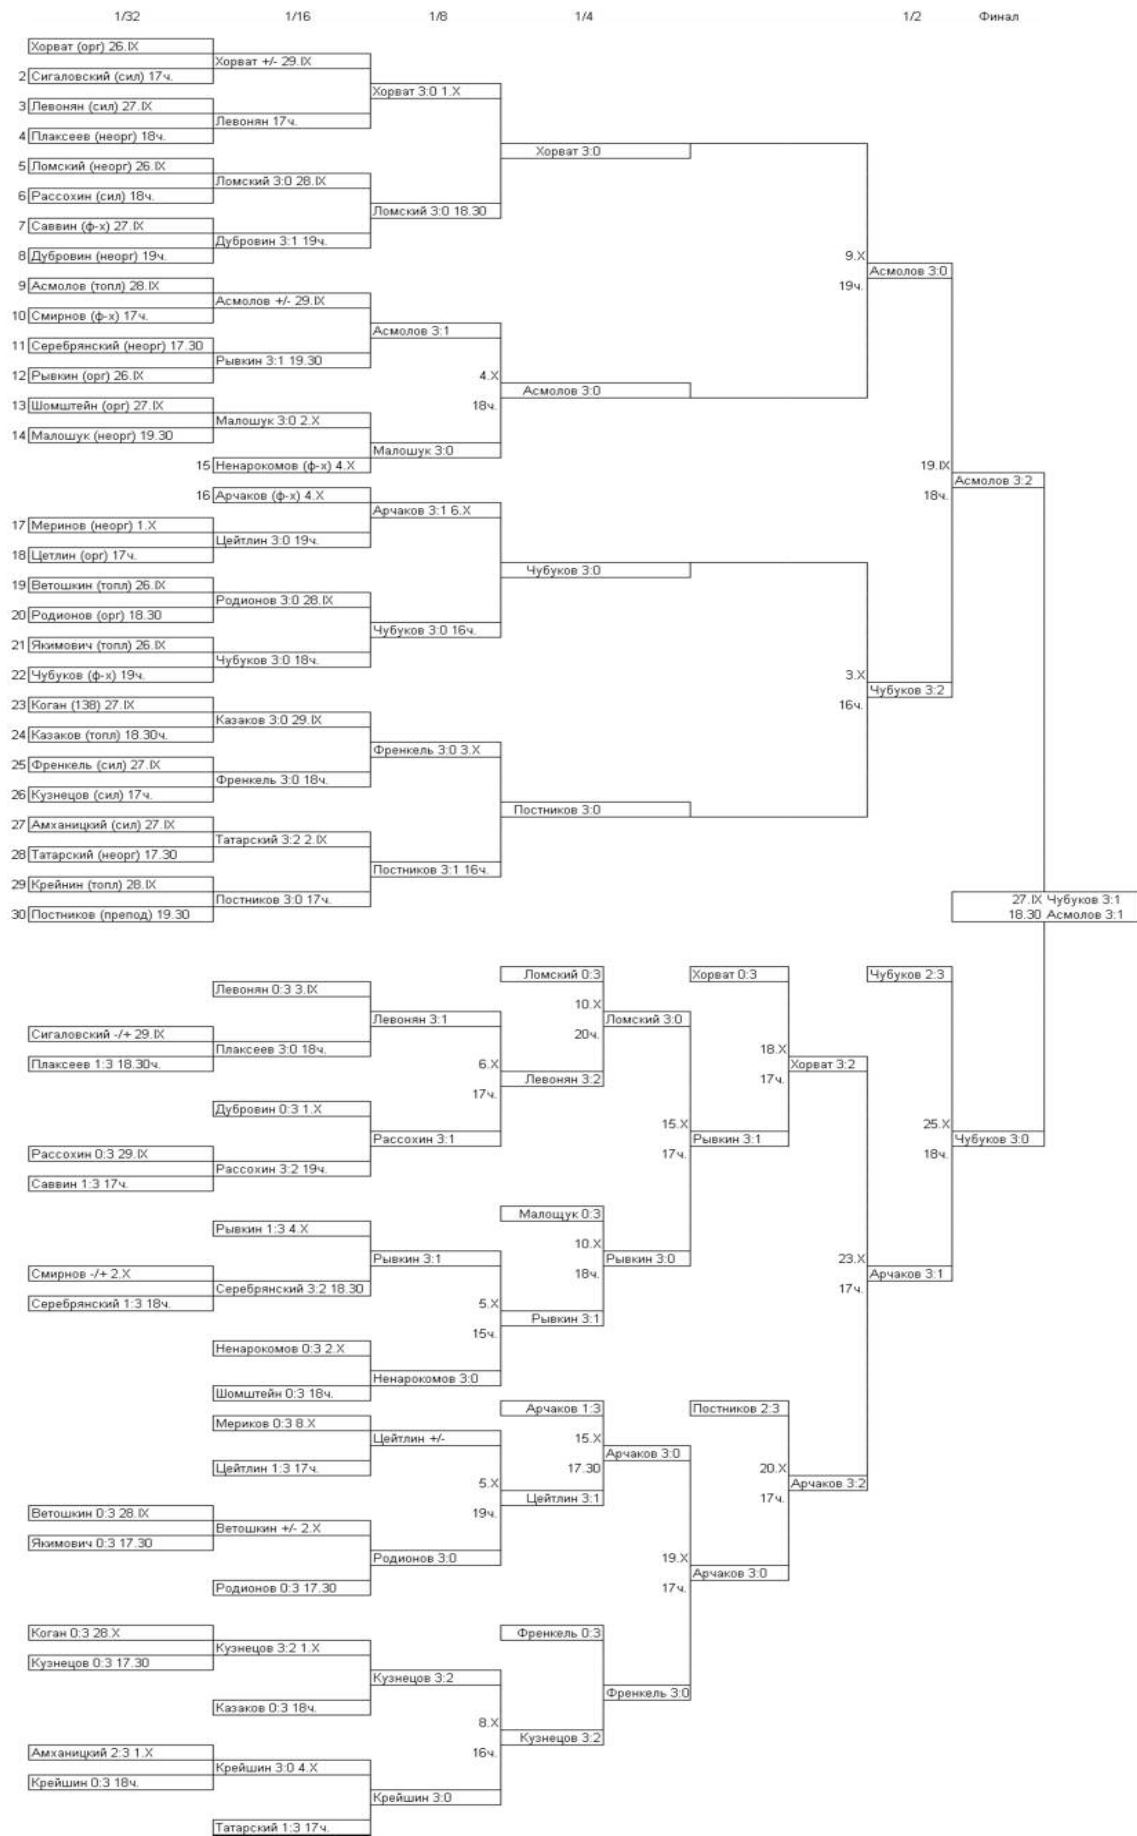 1/32 1/16 1/8 1/4 1/2 Финал
Хорват (орг) 26.IX
Хорват +/- 29.IX
2 Сигаловский (сил) 17ч.
Хорват 3:0 1.X
3 Левонян (сил) 27.IX
Левонян 17ч.
4 Плаксеев (неорг) 18ч.
Хорват 3:0
5 Ломский (неорг) 26.IX
Ломский 3:0 28.IX
6 Рассохин (сил) 18ч.
Ломский 3:0 18.30
7 Саввин (ф-х) 27.IX
Дубровин 3:1 19ч.
8 Дубровин (неорг) 19ч.
9.X
Асмолов 3:0
19ч.
9 Асмолов (топл) 28.IX
Асмолов +/- 29.IX
10 Смирнов (ф-х) 17ч.
Асмолов 3:1
11 Серебрянский (неорг) 17.30
Рывкин 3:1 19.30
12 Рывкин (орг) 26.IX
4.X
Асмолов 3:0
18ч.
13 Шомштейн (орг) 27.IX
Малошук 3:0 2.X
14 Малошук (неорг) 19.30
Малошук 3:0
15 Ненарокомов (ф-х) 4.X
19.IX
Асмолов 3:2
18ч.
16 Арчаков (ф-х) 4.X
Арчаков 3:1 6.X
17 Меринов (неорг) 1.X
Цейтлин 3:0 19ч.
18 Цетлин (орг) 17ч.
Чубуков 3:0
19 Ветошкин (топл) 26.IX
Родионов 3:0 28.IX
20 Родионов (орг) 18.30
Чубуков 3:0 16ч.
21 Якимович (топл) 26.IX
Чубуков 3:0 18ч.
22 Чубуков (ф-х) 19ч.
3.X
Чубуков 3:2
16ч.
23 Коган (138) 27.IX
Казаков 3:0 29.IX
24 Казаков (топл) 18.30ч.
Френкель 3:0 3.X
25 Френкель (сил) 27.IX
Френкель 3:0 18ч.
26 Кузнецов (сил) 17ч.
Постников 3:0
27 Амханицкий (сил) 27.IX
Татарский 3:2 2.IX
28 Татарский (неорг) 17.30
Постников 3:1 16ч.
29 Крейнин (топл) 28.IX
Постников 3:0 17ч.
30 Постников (препод) 19.30
27.IX Чубуков 3:1
18.30 Асмолов 3:1
Ломский 0:3
Хорват 0:3
Чубуков 2:3
Левонян 0:3 3.IX
10.X
Левонян 3:1
Ломский 3:0
Сигаловский -/+ 29.IX
20ч.
Плаксеев 3:0 18ч.
18.X
Плаксеев 1:3 18.30ч.
6.X
Хорват 3:2
Левонян 3:2
17ч.
17ч.
Дубровин 0:3 1.X
15.X
25.X
Рассохин 3:1
Рывкин 3:1
Чубуков 3:0
Рассохин 0:3 29.IX
17ч.
18ч.
Рассохин 3:2 19ч.
Саввин 1:3 17ч.
Малощук 0:3
Рывкин 1:3 4.X
10.X
Рывкин 3:1
Рывкин 3:0
23.X
Смирнов -/+ 2.X
18ч.
Арчаков 3:1
Серебрянский 3:2 18.30
17ч.
Серебрянский 1:3 18ч.
5.X
Рывкин 3:1
15ч.
Ненарокомов 0:3 2.X
Ненарокомов 3:0
Шомштейн 0:3 18ч.
Арчаков 1:3
Постников 2:3
Мериков 0:3 8.X
Цейтлин +/-
15.X
Арчаков 3:0
Цейтлин 1:3 17ч.
17.30
20.X
5.X
Арчаков 3:2
Цейтлин 3:1
17ч.
Ветошкин 0:3 28.IX
19ч.
Ветошкин +/- 2.X
Якимович 0:3 17.30
Родионов 3:0
19.X
Арчаков 3:0
Родионов 0:3 17.30
17ч.
Коган 0:3 28.X
Френкель 0:3
Кузнецов 3:2 1.X
Кузнецов 0:3 17.30
Кузнецов 3:2
Френкель 3:0
Казаков 0:3 18ч.
8.X
Кузнецов 3:2
Амханицкий 2:3 1.X
16ч.
Крейшин 3:0 4.X
Крейшин 0:3 18ч.
Крейшин 3:0
Татарский 1:3 17ч.